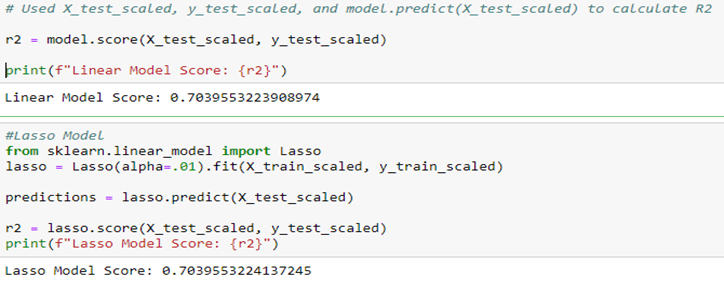 # Used X_test_scaled, y_test_scaled, and model.predict(X_test_scaled) to calculate R2
r2 = model.score(X_test_scaled, y_test_scaled)
print(f"Linear Model Score: {r2}")
Linear Model Score: 0.7039553223908974
#Lasso Model
from sklearn.linear_model import Lasso
lasso = Lasso(alpha=.01).fit(X_train_scaled, y_train_scaled)
predictions = lasso.predict(X_test_scaled)
r2 = lasso.score(X_test_scaled, y_test_scaled)
print(f"Lasso Model Score: {r2}")
Lasso Model Score: 0.7039553224137245